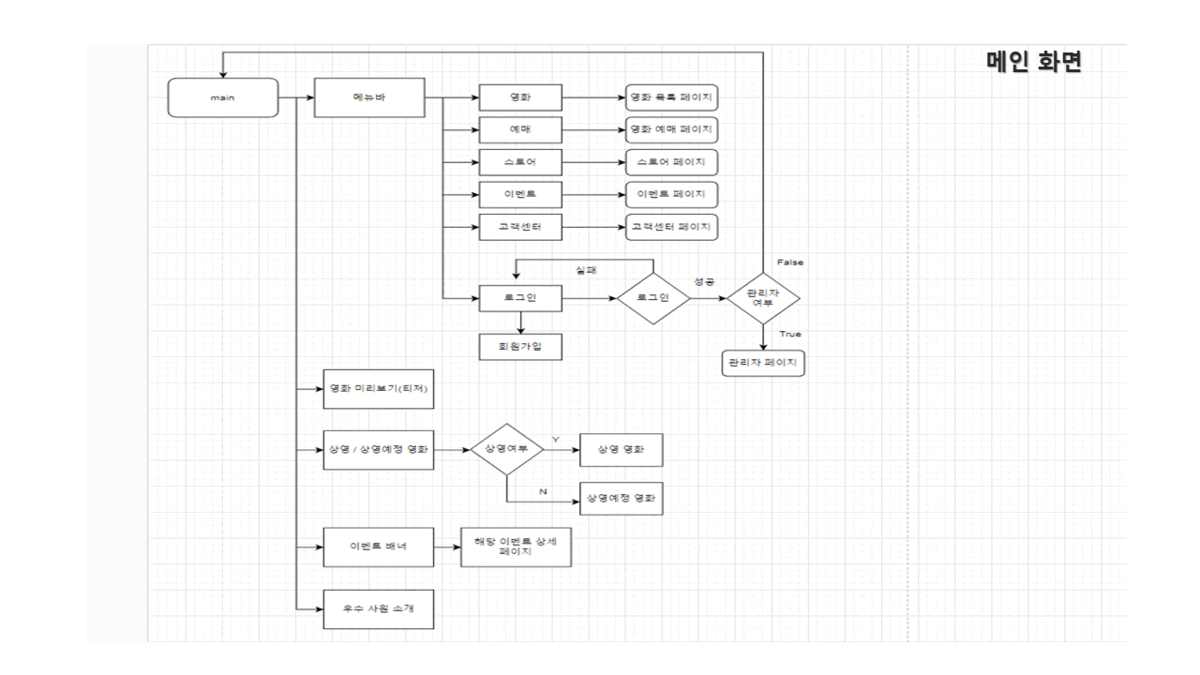 메인 화면
main
메뉴바
영화
영화 목록 페이지
예매
영화 예매 페이지
스토어
스토어 페이지
이벤트
이벤트 페이지
고객센터
고객센터 페이지
실패
성공
False
로그인
로그인
관리자
여부
True
회원가입
관리자 페이지
영화 미리보기(티저)
상영 / 상영예정 영화
상영여부
Y
상영 영화
N
상영예정 영화
이벤트 배너
해당 이벤트 상세
페이지
우수 사원 소개